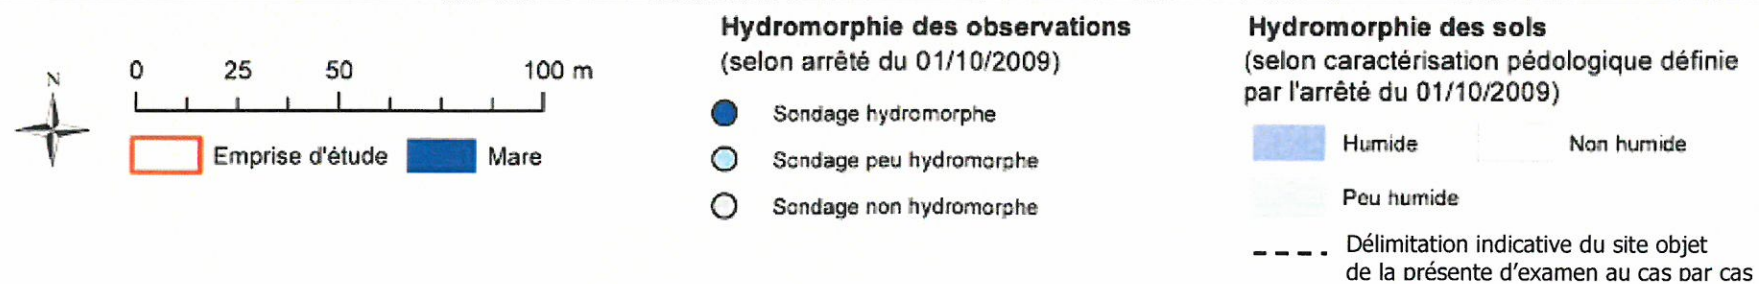 N
0 25 50 100 m
Emprise d'étude
Mare
Hydromorphie des observations
(selon arrêté du 01/10/2009)
Sondage hydromorphe
Sondage peu hydromorphe
Sondage non hydromorphe
Hydromorphie des sols
(selon caractérisation pédologique définie
par l'arrêté du 01/10/2009)
Humide
Non humide
Peu humide
Délimitation indicative du site objet
de la présente d'examen au cas par cas